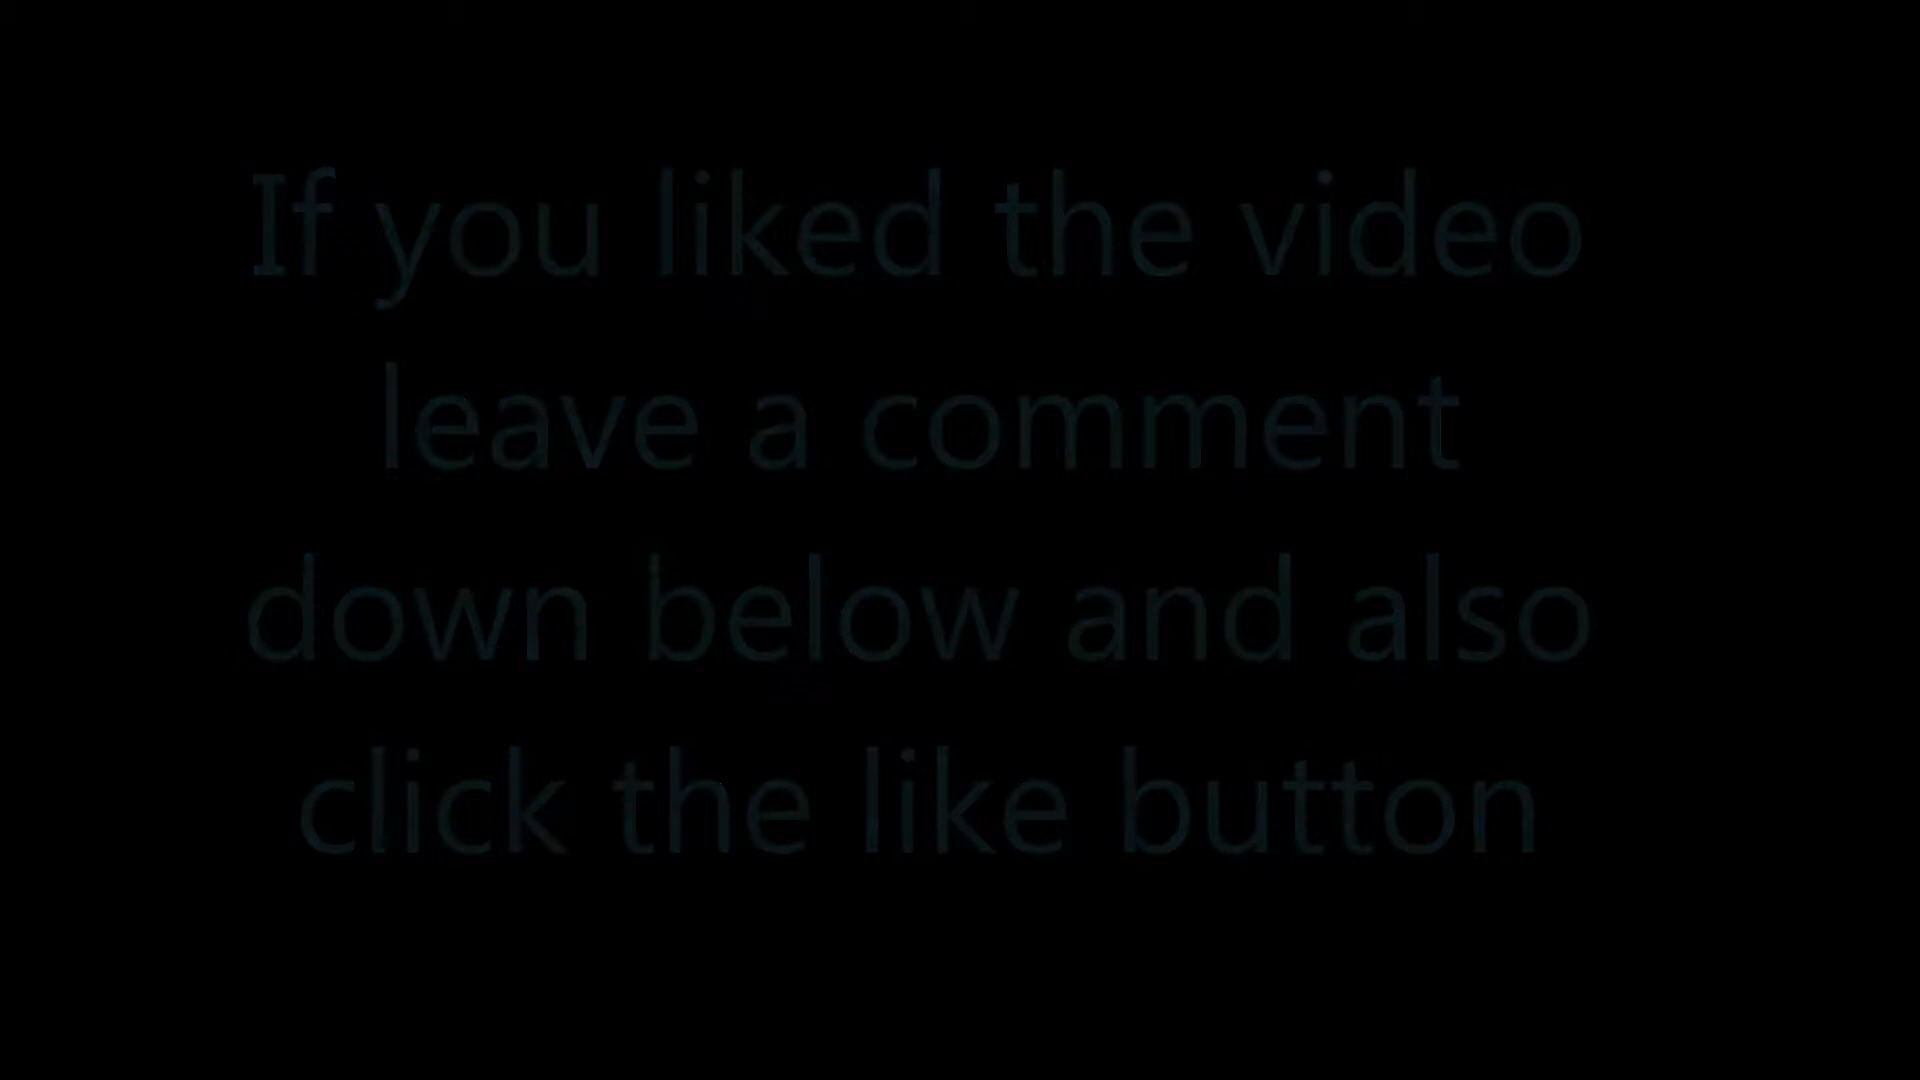 If you liked the video
leave a comment
down below and also
click the like button